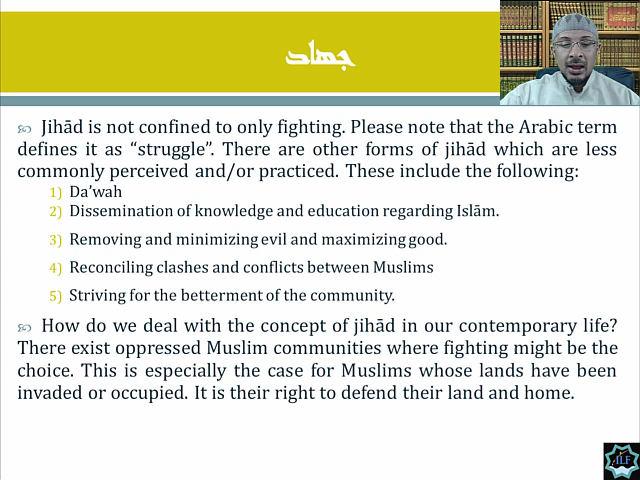 جهاد
Jihād is not confined to only fighting. Please note that the Arabic term
defines it as “struggle”. There are other forms of jihād which are less
commonly perceived and/or practiced. These include the following:
1) Da’wah
2) Dissemination of knowledge and education regarding Islām.
3) Removing and minimizing evil and maximizing good.
4) Reconciling clashes and conflicts between Muslims
5) Striving for the betterment of the community.
How do we deal with the concept of jihād in our contemporary life?
There exist oppressed Muslim communities where fighting might be the
choice. This is especially the case for Muslims whose lands have been
invaded or occupied. It is their right to defend their land and home.
ILF